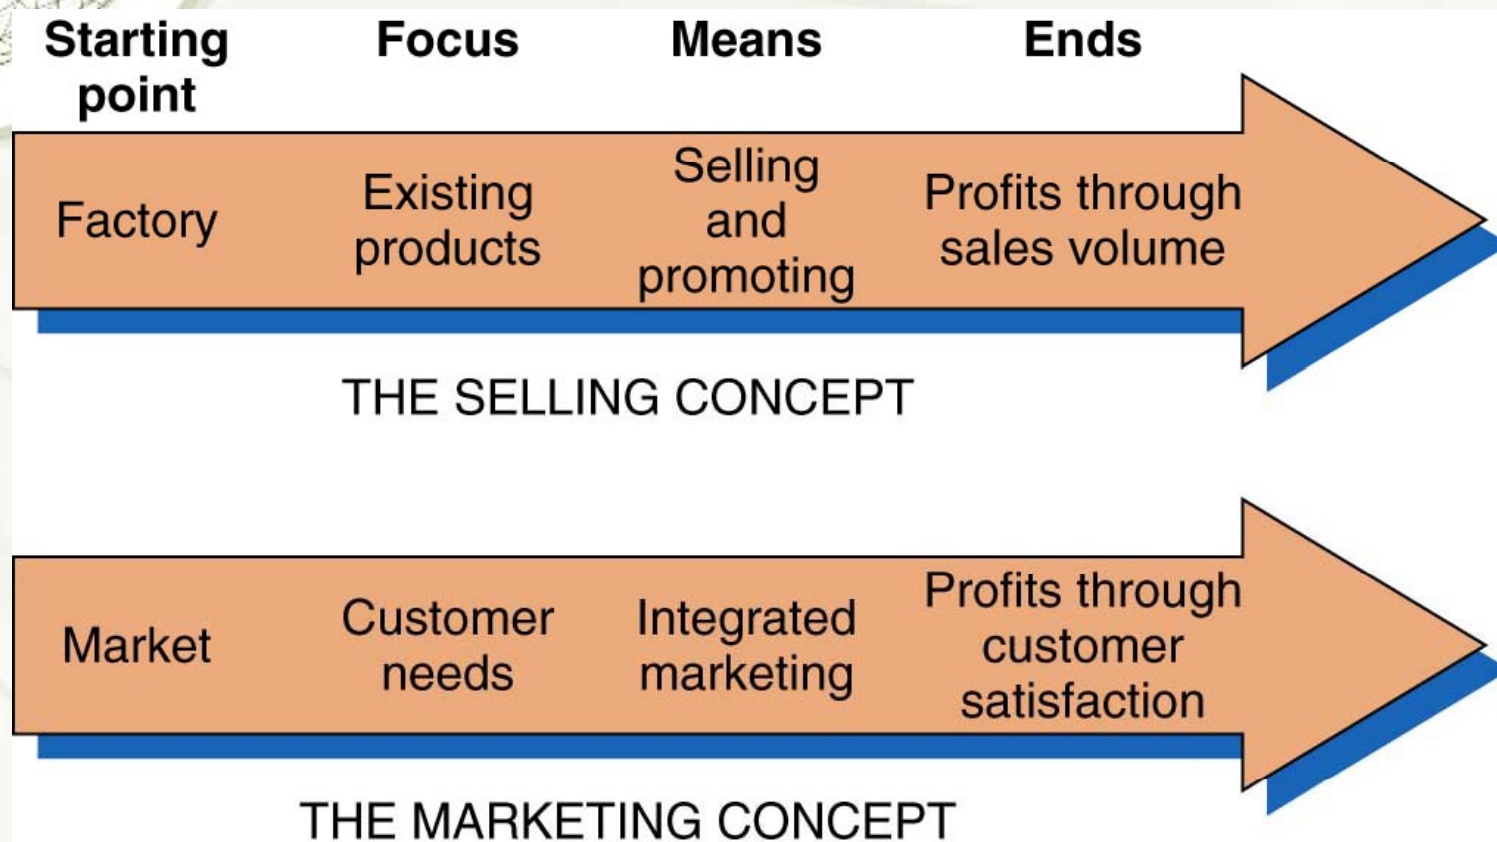 Starting point
Focus
Means
Ends
Factory
Existing products
Selling and promoting
Profits through sales volume
THE SELLING CONCEPT
Market
Customer needs
Integrated marketing
Profits through customer satisfaction
THE MARKETING CONCEPT